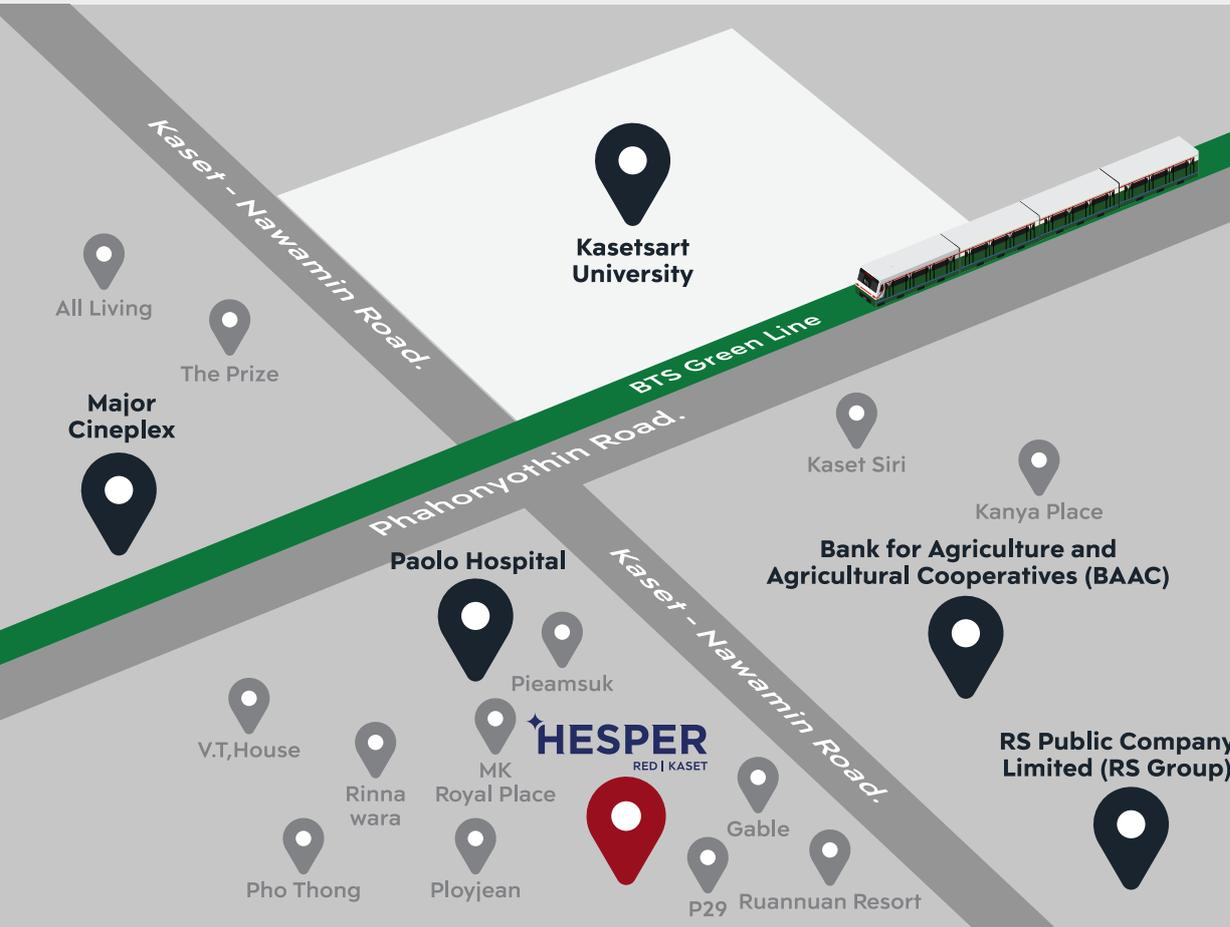 Kaset - Nawamin Road.
Kasetsart
University
All Living
The Prize
BTS Green Line
Major
Cineplex
Phahonyothin Road.
Kaset Siri
Kanya Place
Paolo Hospital
Kaset - Nawamin Road.
Bank for Agriculture and
Agricultural Cooperatives (BAAC)
Pieamsuk
V.T,House
HESPER
RED | KASET
RS Public Company
Limited (RS Group)
MK
Royal Place
Rinna
wara
Gable
Pho Thong
Ployjean
P29
Ruannuan Resort